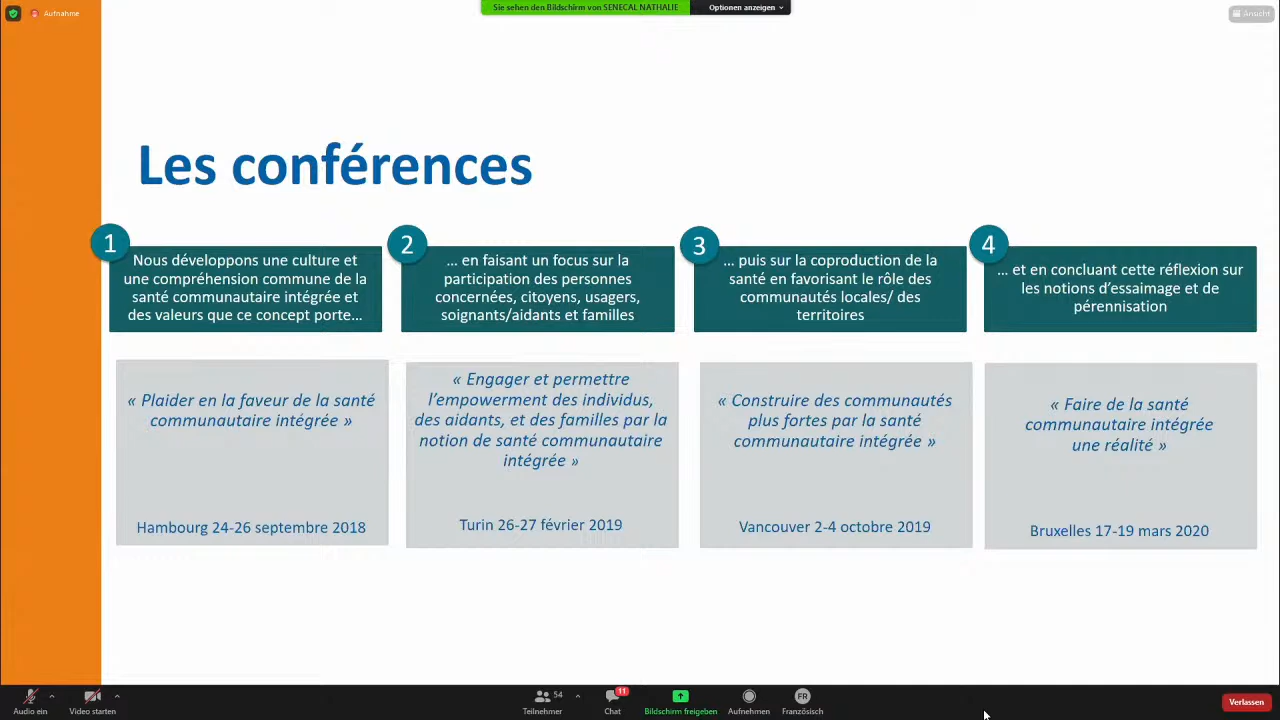 Aufnahme
Sie sehen den Bildschirm von SENECAL NATHALIE
Optionen anzeigen
Ansicht
Les conférences
1
Nous développons une culture et
une compréhension commune de la
santé communautaire intégrée et
des valeurs que ce concept porte...
2
... en faisant un focus sur la
participation des personnes
concernées, citoyens, usagers,
soignants/aidants et familles
3
... puis sur la coproduction de la
santé en favorisant le rôle des
communautés locales/ des
territoires
4
... et en concluant cette réflexion sur
les notions d’essaimage et de
pérennisation
« Plaider en la faveur de la santé
communautaire intégrée »
Hambourg 24-26 septembre 2018
« Engager et permettre
l’empowerment des individus,
des aidants, et des familles par la
notion de santé communautaire
intégrée »
Turin 26-27 février 2019
« Construire des communautés
plus fortes par la santé
communautaire intégrée »
Vancouver 2-4 octobre 2019
« Faire de la santé
communautaire intégrée
une réalité »
Bruxelles 17-19 mars 2020
Audio ein
Video starten
54
Teilnehmer
11
Chat
Bildschirm freigeben
Aufnehmen
FR
Französisch
Verlassen